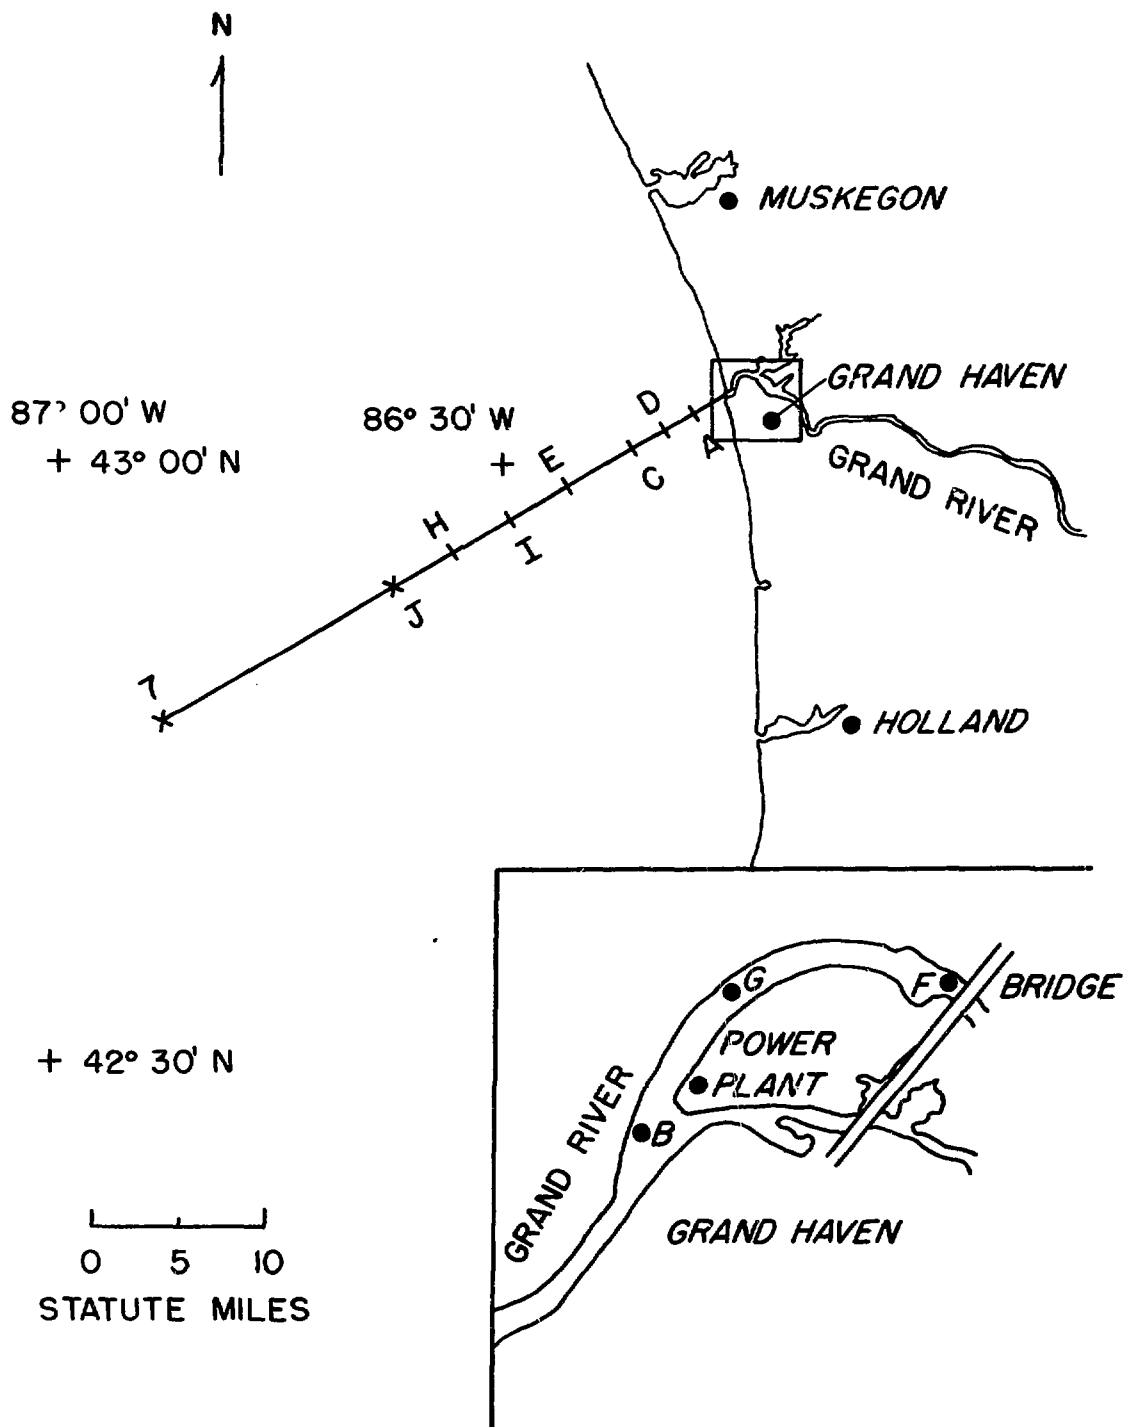 N
MUSKEGON
GRAND HAVEN
87° 00' W
86° 30' W
D
A
+ 43° 00' N
+
GRAND RIVER
E
C
H
I
J
7
HOLLAND
G
F
BRIDGE
+ 42° 30' N
POWER
PLANT
B
GRAND RIVER
GRAND HAVEN
0 5 10
STATUTE MILES